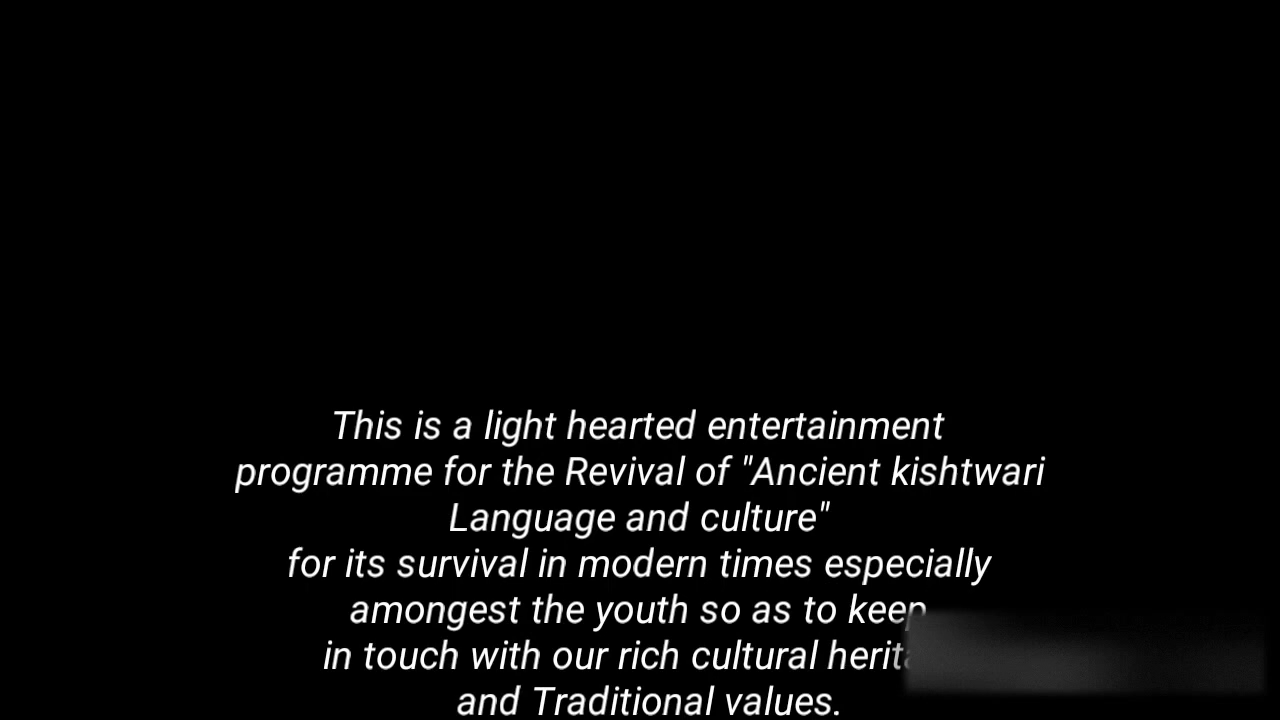 This is a light hearted entertainment
programme for the Revival of "Ancient kishtwari
Language and culture"
for its survival in modern times especially
amongest the youth so as to keep
in touch with our rich cultural
and Traditional values.